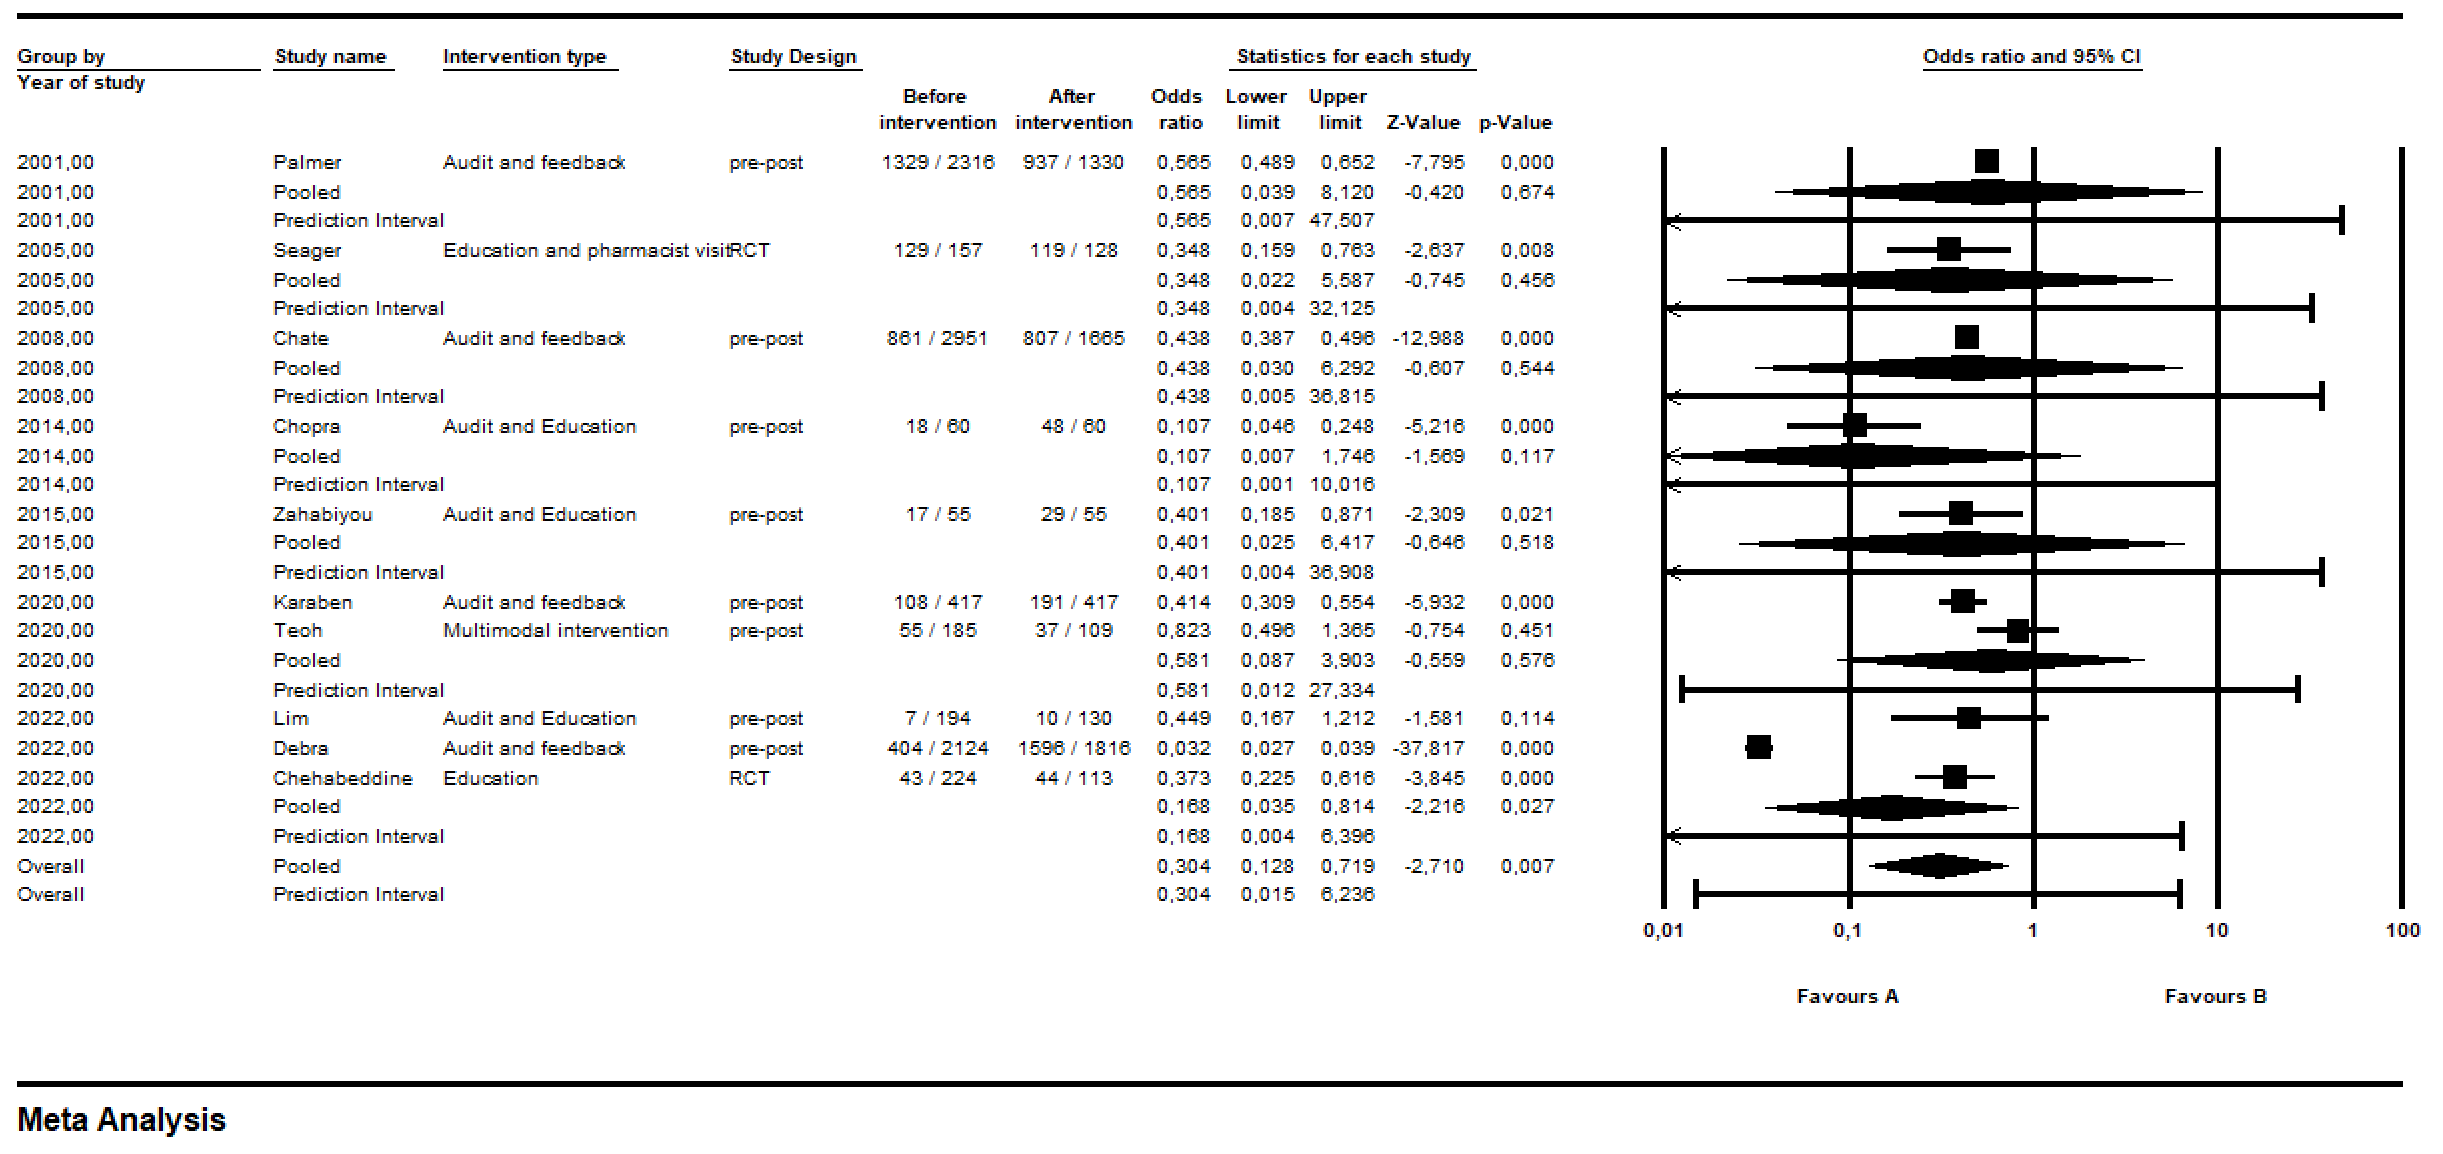 Group by Study name Intervention type Study Design Statistics for each study Odds ratio and 95% CI
Year of study
Before After Odds Lower Upper
intervention intervention ratio limit limit Z-Value p-Value
2001,00 Palmer Audit and feedback pre-post 1329 / 2316 937 / 1330 0,565 0,489 0,652 -7,795 0,000
2001,00 Pooled 0,565 0,039 8,120 -0,420 0,674
2001,00 Prediction Interval 0,565 0,007 47,507
2005,00 Seager Education and pharmacist visit RCT 129 / 157 119 / 128 0,348 0,159 0,763 -2,637 0,008
2005,00 Pooled 0,348 0,022 5,587 -0,745 0,456
2005,00 Prediction Interval 0,348 0,004 32,125
2008,00 Chate Audit and feedback pre-post 861 / 2951 807 / 1665 0,438 0,387 0,496 -12,988 0,000
2008,00 Pooled 0,438 0,030 6,292 -0,607 0,544
2008,00 Prediction Interval 0,438 0,005 36,815
2014,00 Chopra Audit and Education pre-post 18 / 60 48 / 60 0,107 0,046 0,248 -5,216 0,000
2014,00 Pooled 0,107 0,007 1,746 -1,569 0,117
2014,00 Prediction Interval 0,107 0,001 10,016
2015,00 Zahabiyou Audit and Education pre-post 17 / 55 29 / 55 0,401 0,185 0,871 -2,309 0,021
2015,00 Pooled 0,401 0,025 6,417 -0,646 0,518
2015,00 Prediction Interval 0,401 0,004 36,908
2020,00 Karaben Audit and feedback pre-post 108 / 417 191 / 417 0,414 0,309 0,554 -5,932 0,000
2020,00 Teoh Multimodal intervention pre-post 55 / 185 37 / 109 0,823 0,496 1,365 -0,754 0,451
2020,00 Pooled 0,581 0,087 3,903 -0,559 0,576
2020,00 Prediction Interval 0,581 0,012 27,334
2022,00 Lim Audit and Education pre-post 7 / 194 10 / 130 0,449 0,167 1,212 -1,581 0,114
2022,00 Debra Audit and feedback pre-post 404 / 2124 1596 / 1816 0,032 0,027 0,039 -37,817 0,000
2022,00 Chehabeddine Education RCT 43 / 224 44 / 113 0,373 0,225 0,616 -3,845 0,000
2022,00 Pooled 0,168 0,035 0,814 -2,216 0,027
2022,00 Prediction Interval 0,168 0,004 6,396
Overall Pooled 0,304 0,128 0,719 -2,710 0,007
Overall Prediction Interval 0,304 0,015 6,236
0,01 0,1 1 10 100
Favours A Favours B
Meta Analysis